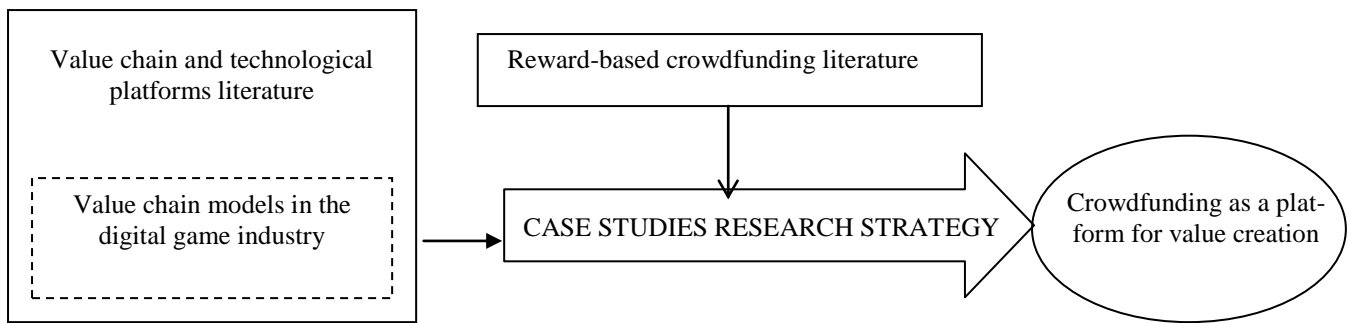 Value chain and technological
platforms literature
Value chain models in the
digital game industry
Reward-based crowdfunding literature
CASE STUDIES RESEARCH STRATEGY
Crowdfunding as a plat-
form for value creation